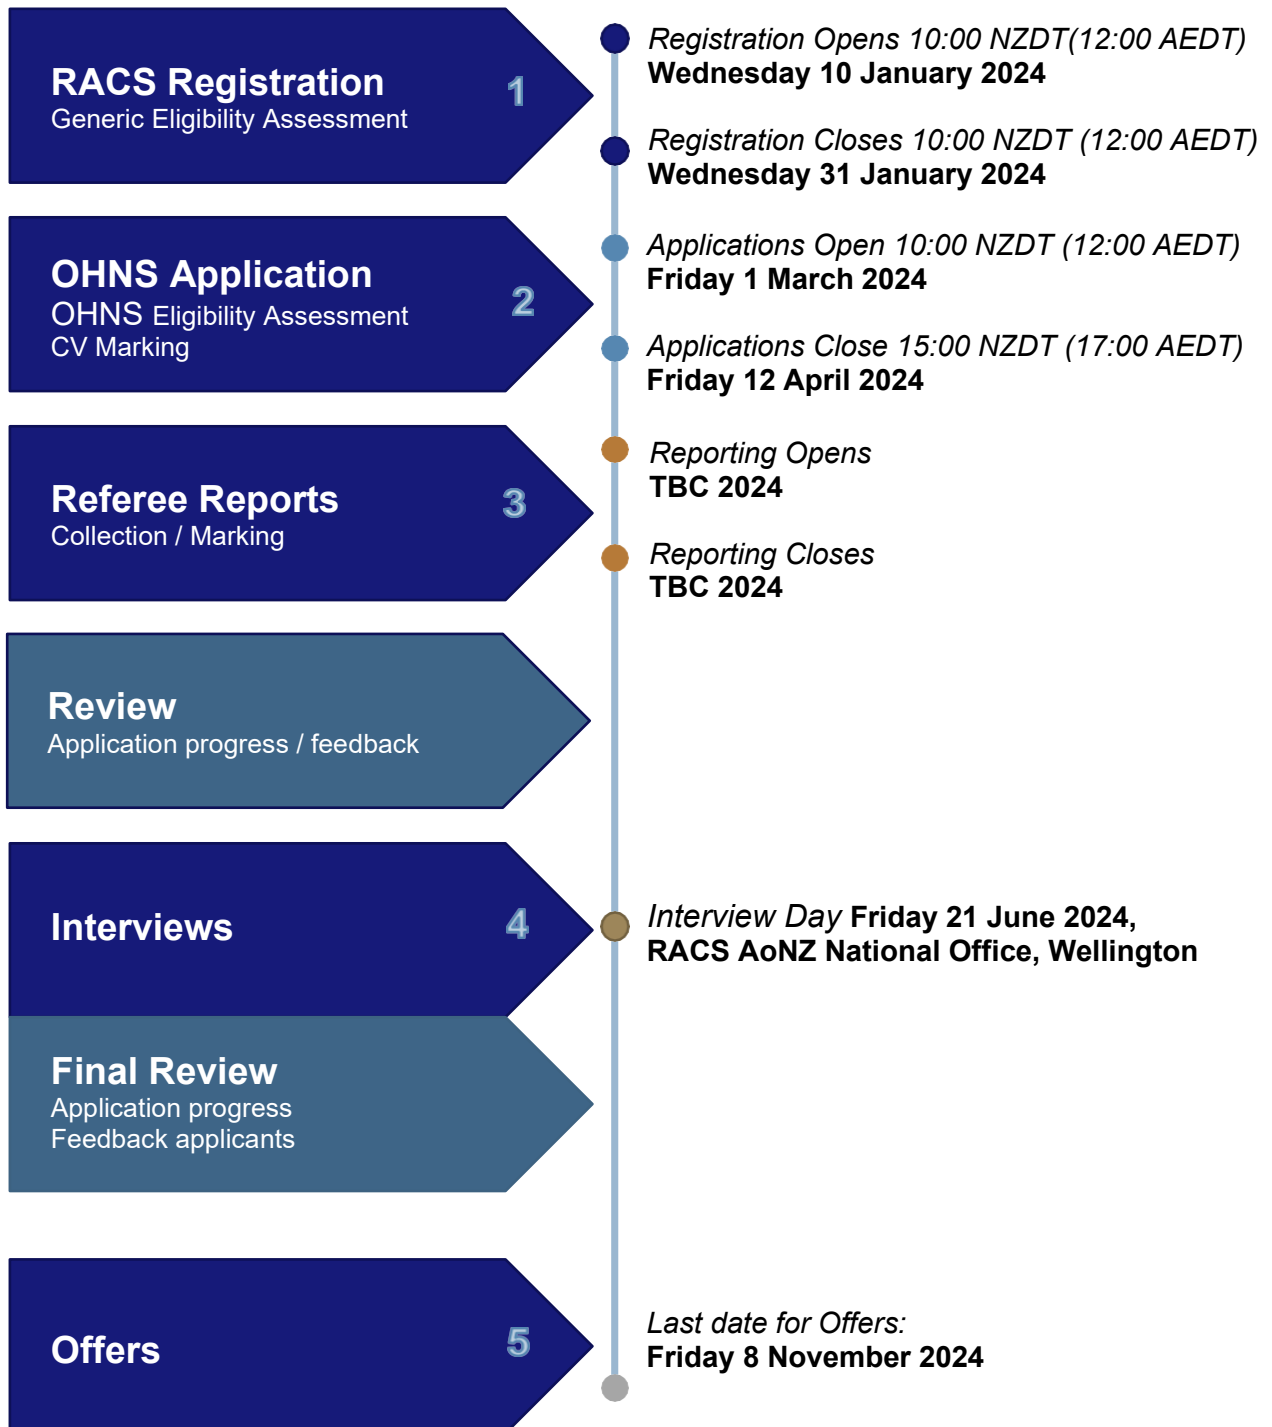 RACS Registration
Generic Eligibility Assessment
1
Registration Opens 10:00 NZDT(12:00 AEDT)
Wednesday 10 January 2024
Registration Closes 10:00 NZDT (12:00 AEDT)
Wednesday 31 January 2024
OHNS Application
OHNS Eligibility Assessment
CV Marking
2
Applications Open 10:00 NZDT (12:00 AEDT)
Friday 1 March 2024
Applications Close 15:00 NZDT (17:00 AEDT)
Friday 12 April 2024
Referee Reports
Collection / Marking
3
Reporting Opens
TBC 2024
Reporting Closes
TBC 2024
Review
Application progress / feedback
Interviews
4
Interview Day Friday 21 June 2024,
RACS AoNZ National Office, Wellington
Final Review
Application progress
Feedback applicants
Offers
5
Last date for Offers:
Friday 8 November 2024